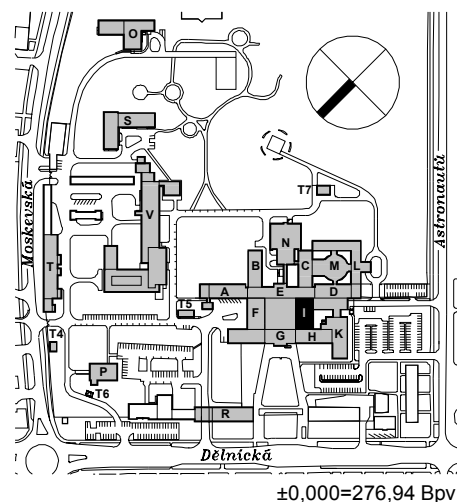 O
S
Moskevská
Astronautů
T7
V
N
B
C
M
L
T
A
E
D
T5
F
I
T4
G
H
K
P
T6
R
Dělnická
±0,000=276,94 Bpv